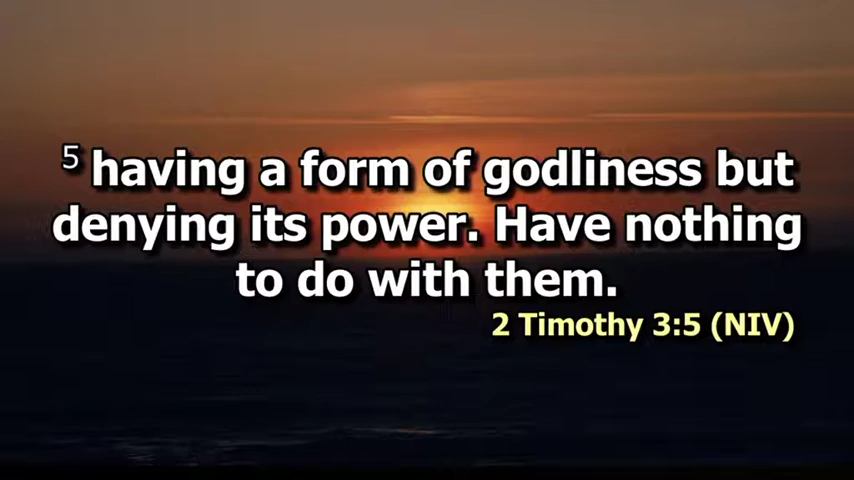 5 having a form of godliness but
denying its power. Have nothing
to do with them.
2 Timothy 3:5 (NIV)